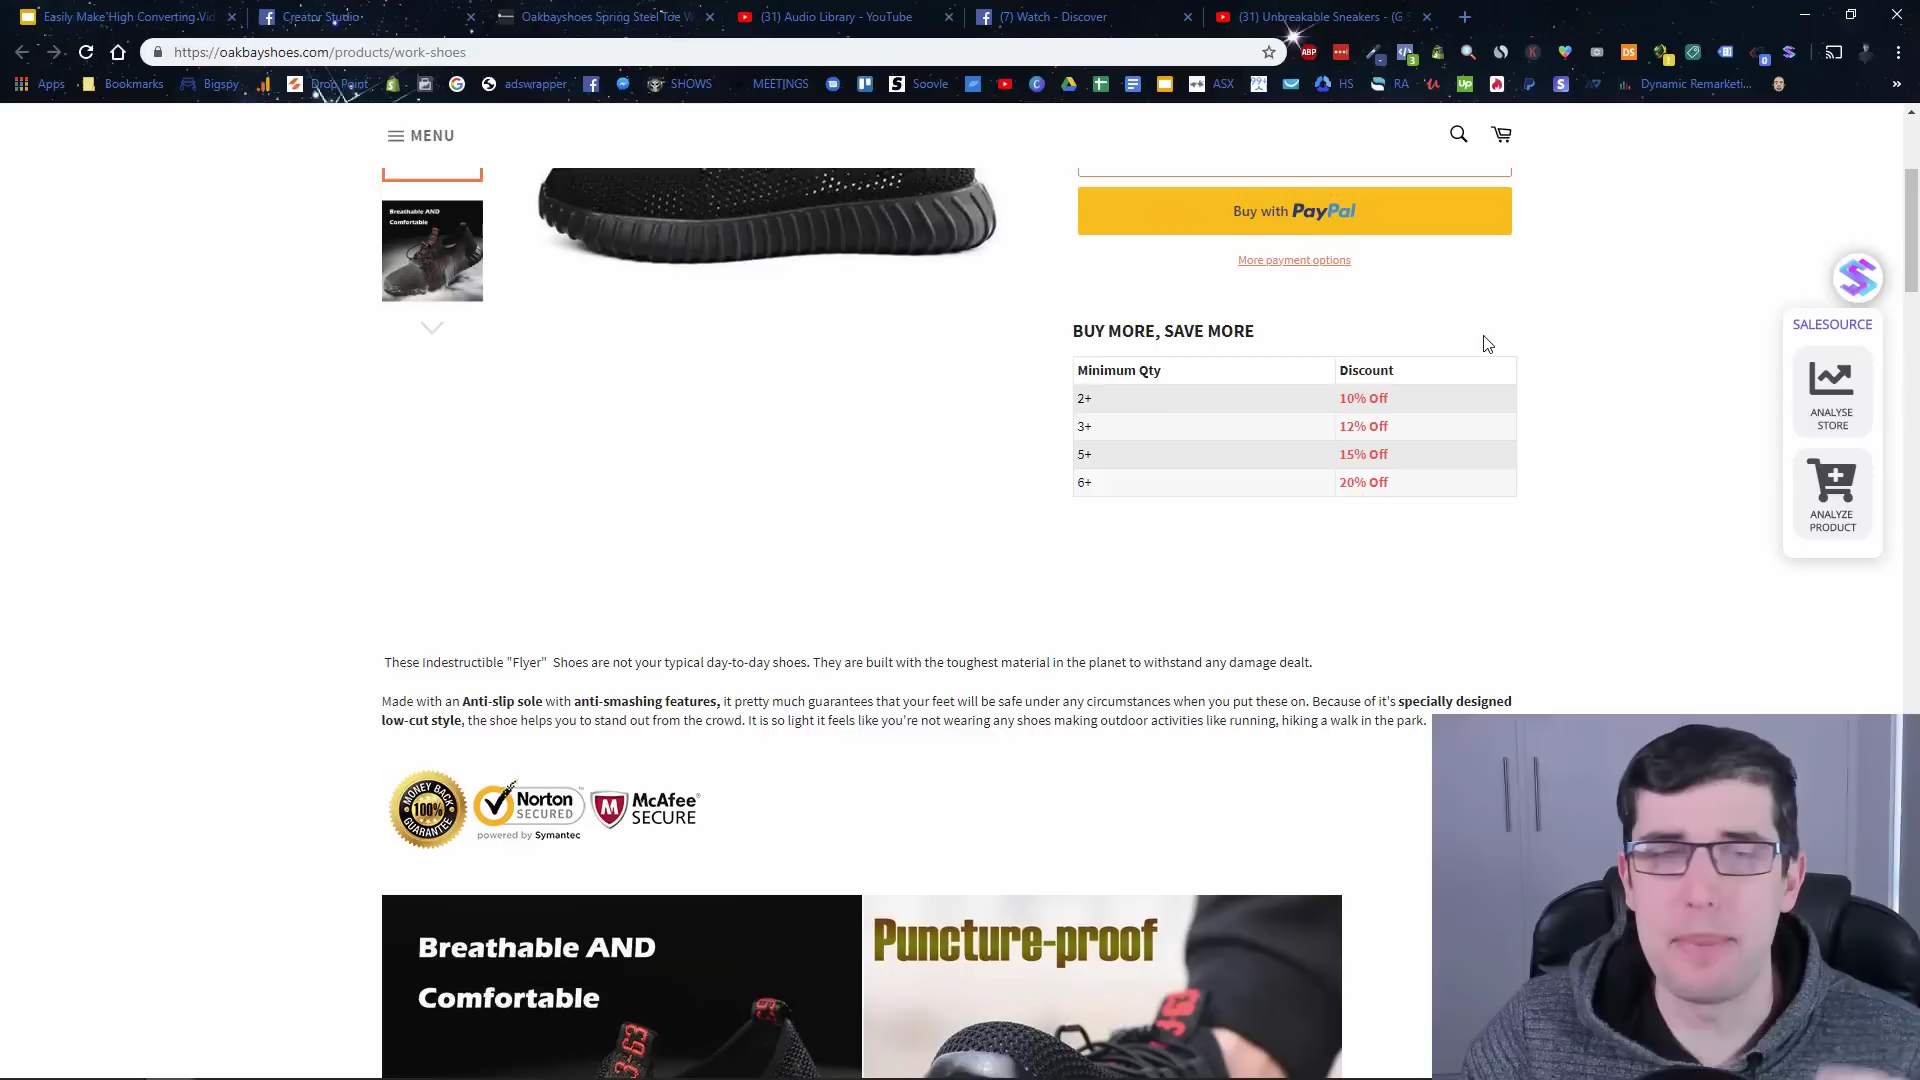 Easily Make High Converting Vid
Creator Studio
Oakbayshoes Spring Steel Toe W
(31) Audio Library - YouTube
(7) Watch - Discover
(31) Unbreakable Sneakers - (G S
https://oakbayshoes.com/products/work-shoes
ABP
DS
Apps
Bookmarks
Bigspy
Drop Point
adswrapper
SHOWS
MEETINGS
Soovle
ASX
99+
HS
RA
Dynamic Remarketi...
MENU
Breathable AND
Comfortable
Buy with PayPal
More payment options
BUY MORE, SAVE MORE
Minimum Qty Discount
2+ 10% Off
3+ 12% Off
5+ 15% Off
6+ 20% Off
SALESOURCE
ANALYSE
STORE
ANALYZE
PRODUCT
These Indestructible "Flyer" Shoes are not your typical day-to-day shoes. They are built with the toughest material in the planet to withstand any damage dealt.
Made with an Anti-slip sole with anti-smashing features, it pretty much guarantees that your feet will be safe under any circumstances when you put these on. Because of it's specially designed
low-cut style, the shoe helps you to stand out from the crowd. It is so light it feels like you're not wearing any shoes making outdoor activities like running, hiking a walk in the park.
MONEY BACK
100%
GUARANTEE
Norton
SECURED
powered by Symantec
McAfee
SECURE
Breathable AND
Comfortable
Puncture-proof